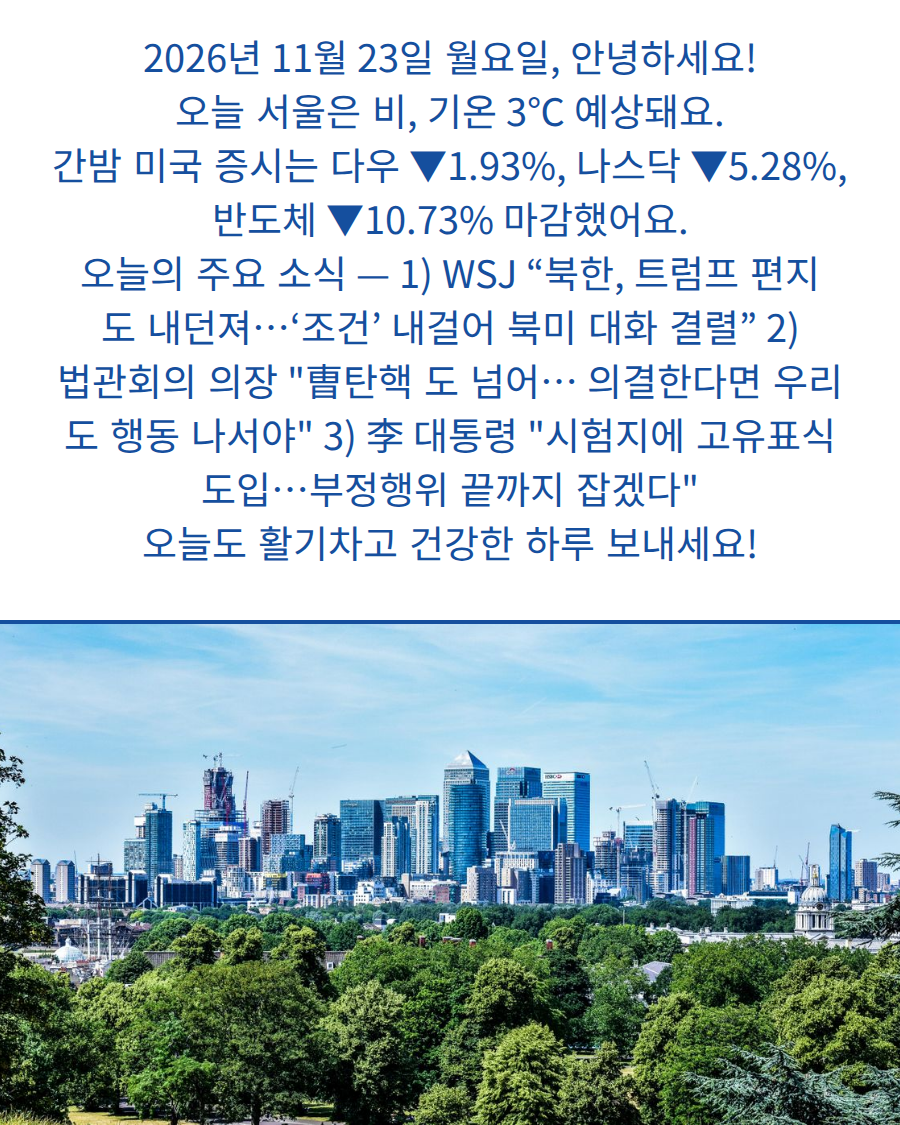 2026년 11월 23일 월요일, 안녕하세요!
오늘 서울은 비, 기온 3°C 예상돼요.
간밤 미국 증시는 다우 ▼1.93%, 나스닥 ▼5.28%,
반도체 ▼10.73% 마감했어요.
오늘의 주요 소식 — 1) WSJ “북한, 트럼프 편지
도 내던져…‘조건’ 내걸어 북미 대화 결렬” 2)
법관회의 의장 "曺탄핵 도 넘어… 의결한다면 우리
도 행동 나서야" 3) 李 대통령 "시험지에 고유표식
도입…부정행위 끝까지 잡겠다"
오늘도 활기차고 건강한 하루 보내세요!